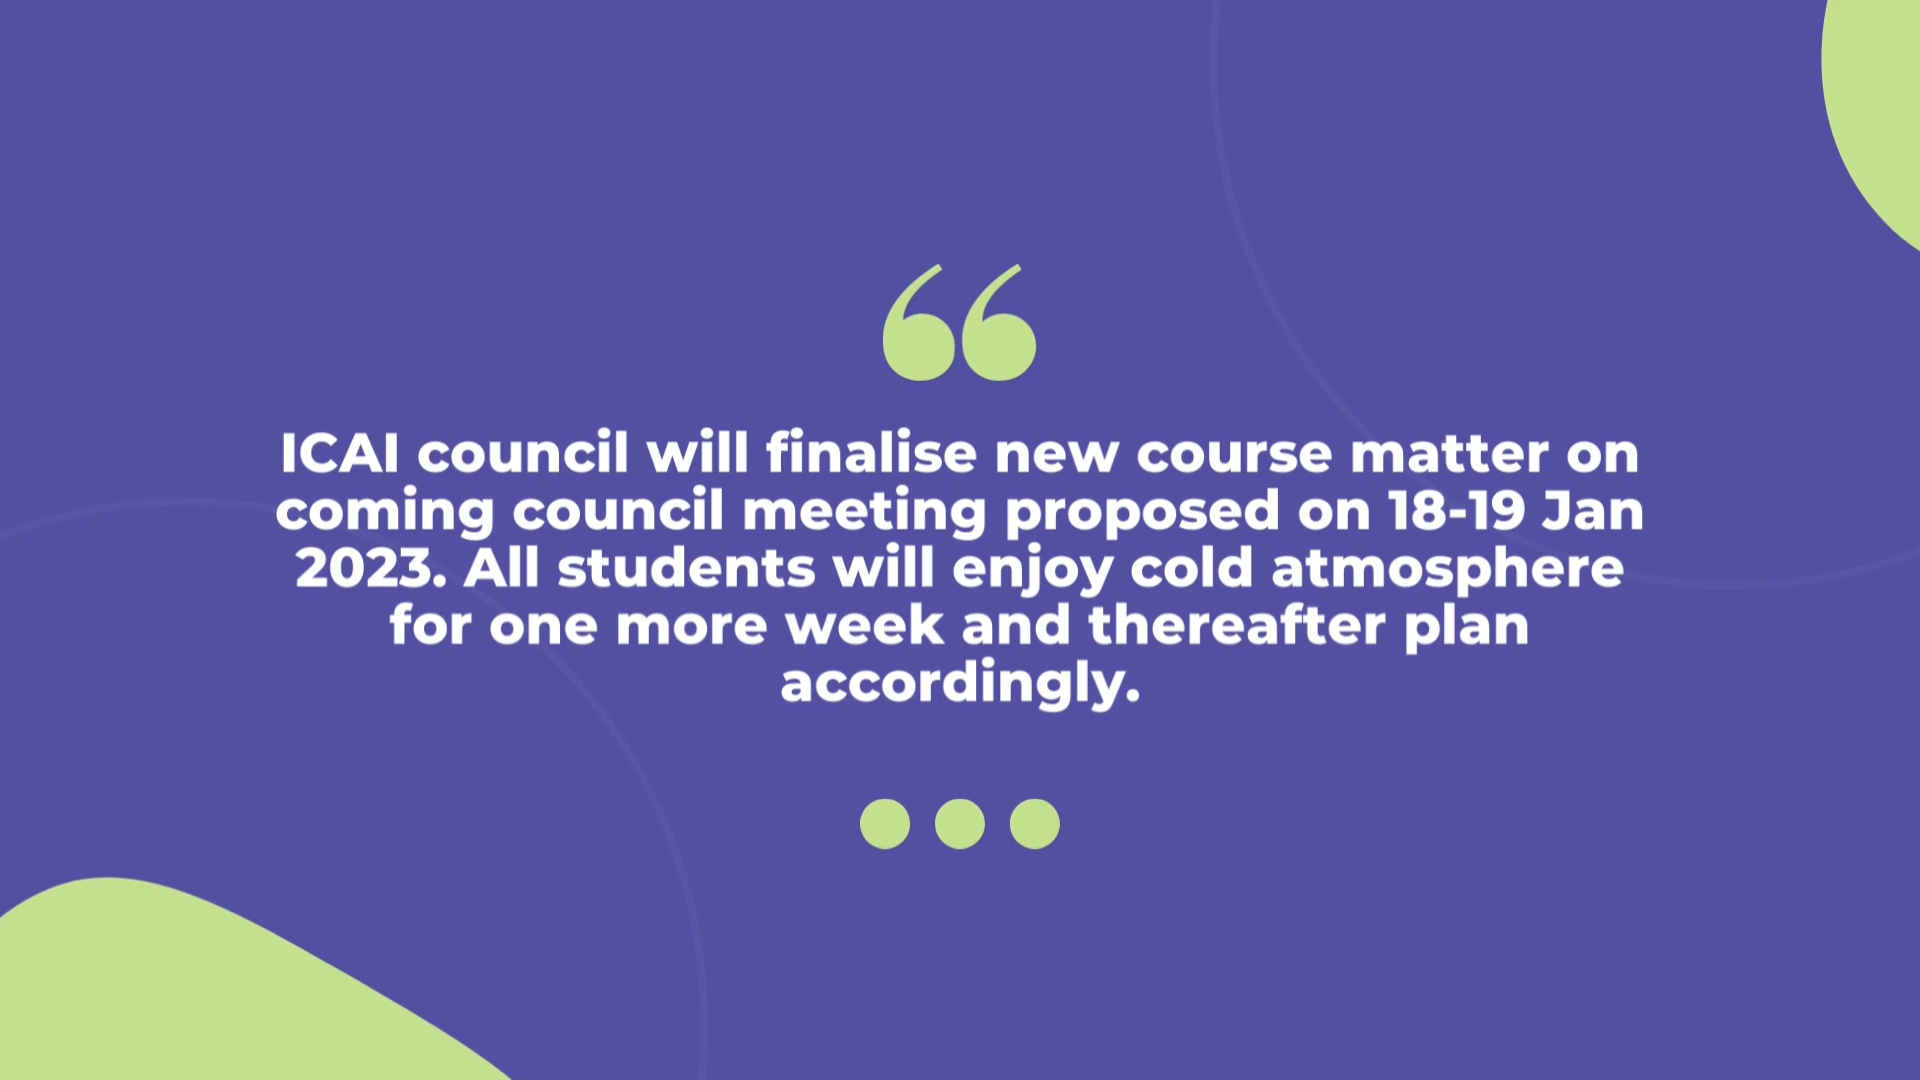 “
ICAI council will finalise new course matter on
coming council meeting proposed on 18-19 Jan
2023. All students will enjoy cold atmosphere
for one more week and thereafter plan
accordingly.